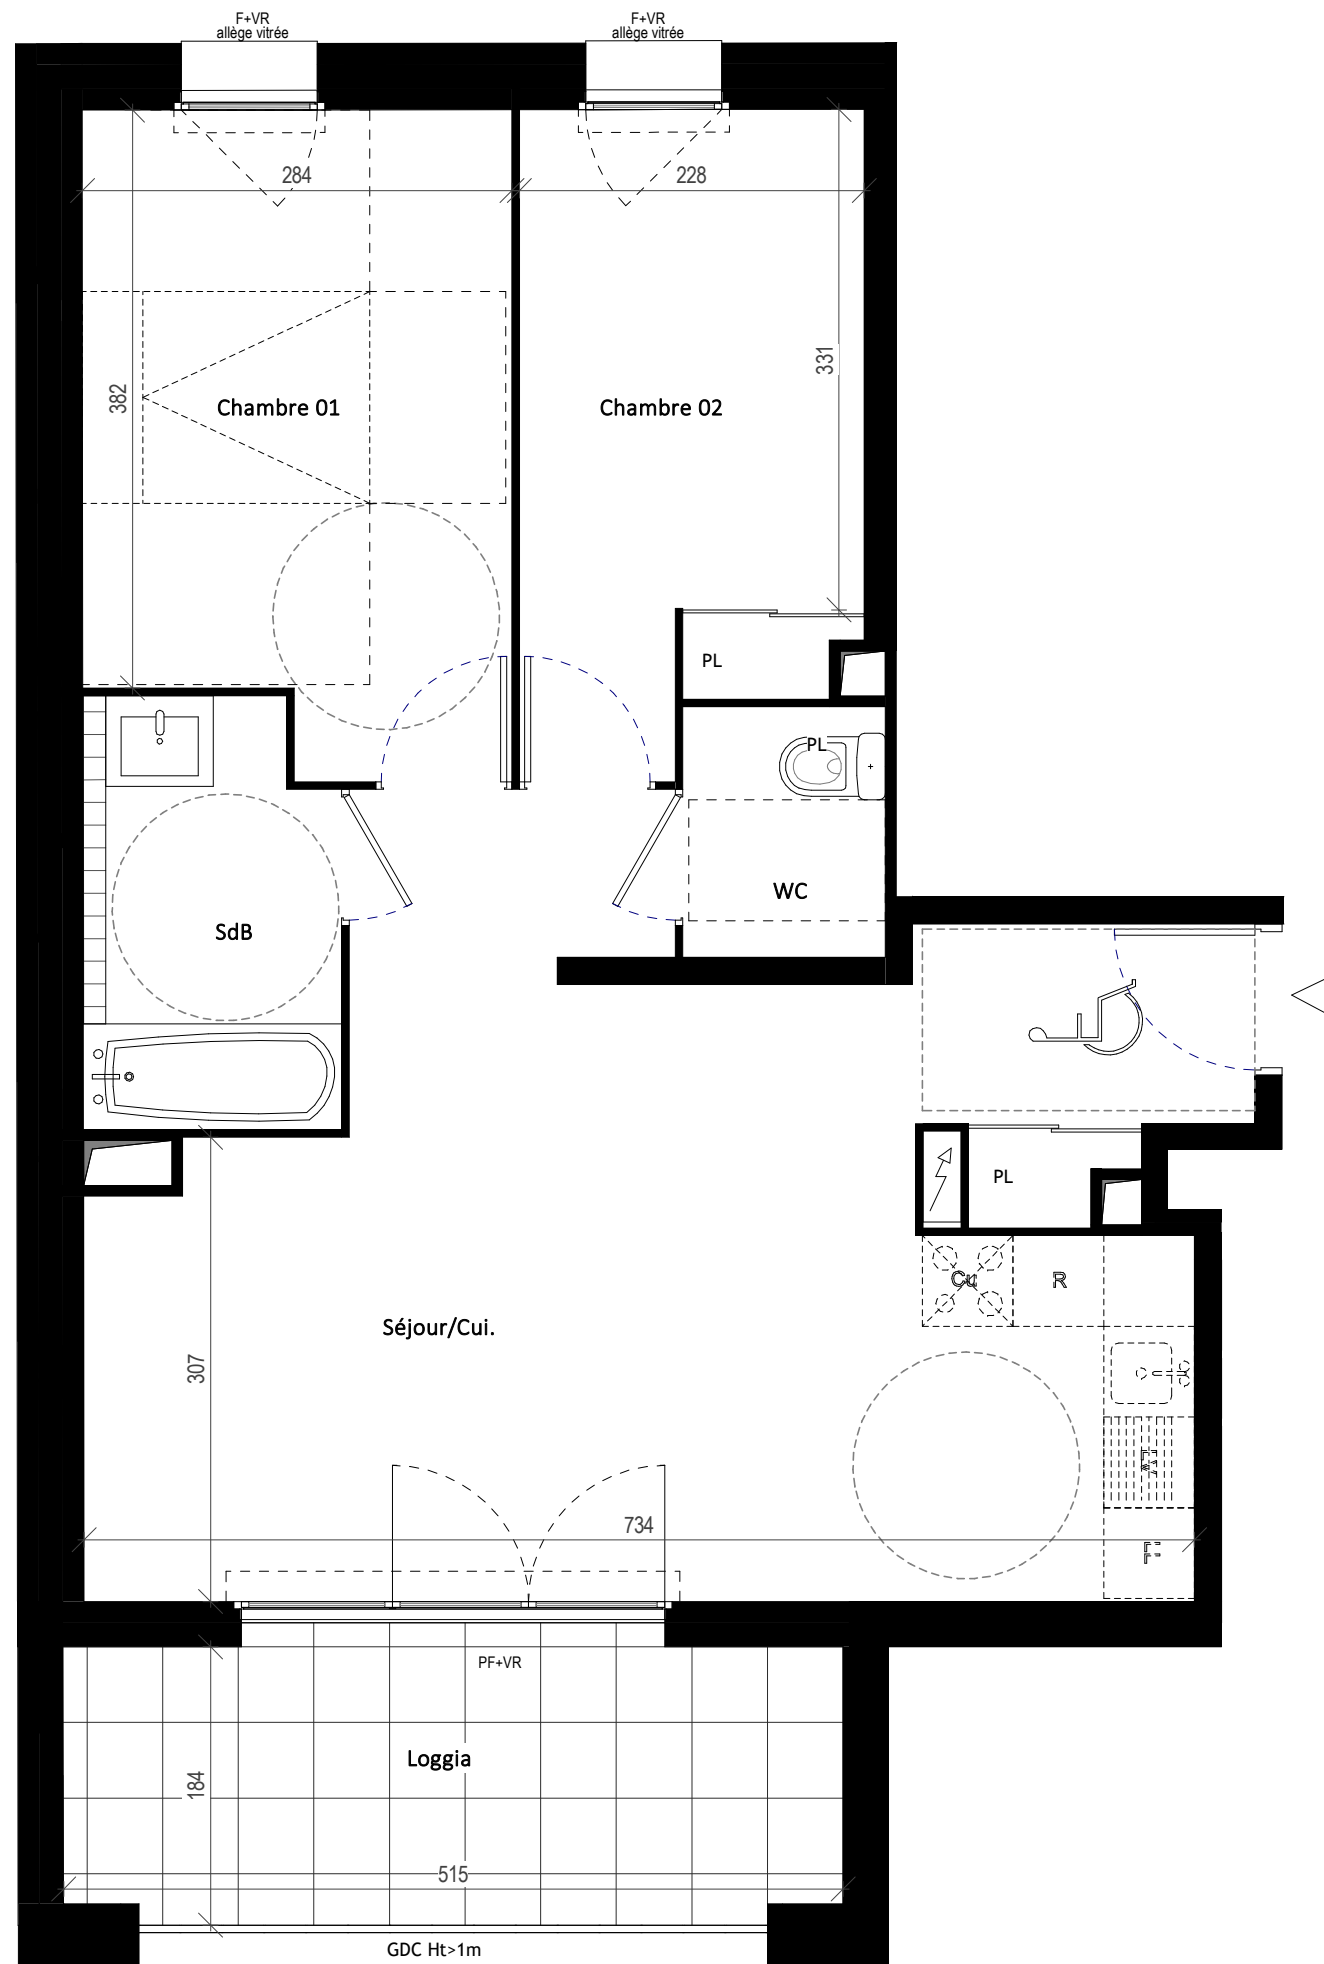 F+VR
allège vitrée
F+VR
allège vitrée
284
228
382
331
Chambre 01
Chambre 02
PL
PL
WC
SdB
PL
Cu
R
Séjour/Cui.
307
734
PF+VR
Loggia
184
515
GDC Ht>1m